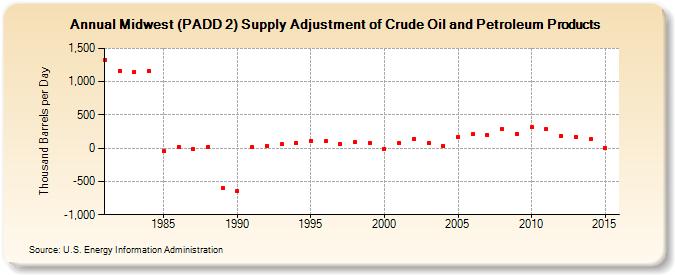 Annual Midwest (PADD 2) Supply Adjustment of Crude Oil and Petroleum Products
Thousand Barrels per Day
1,500
1,000
500
0
-500
-1,000
1985 1990 1995 2000 2005 2010 2015
Source: U.S. Energy Information Administration